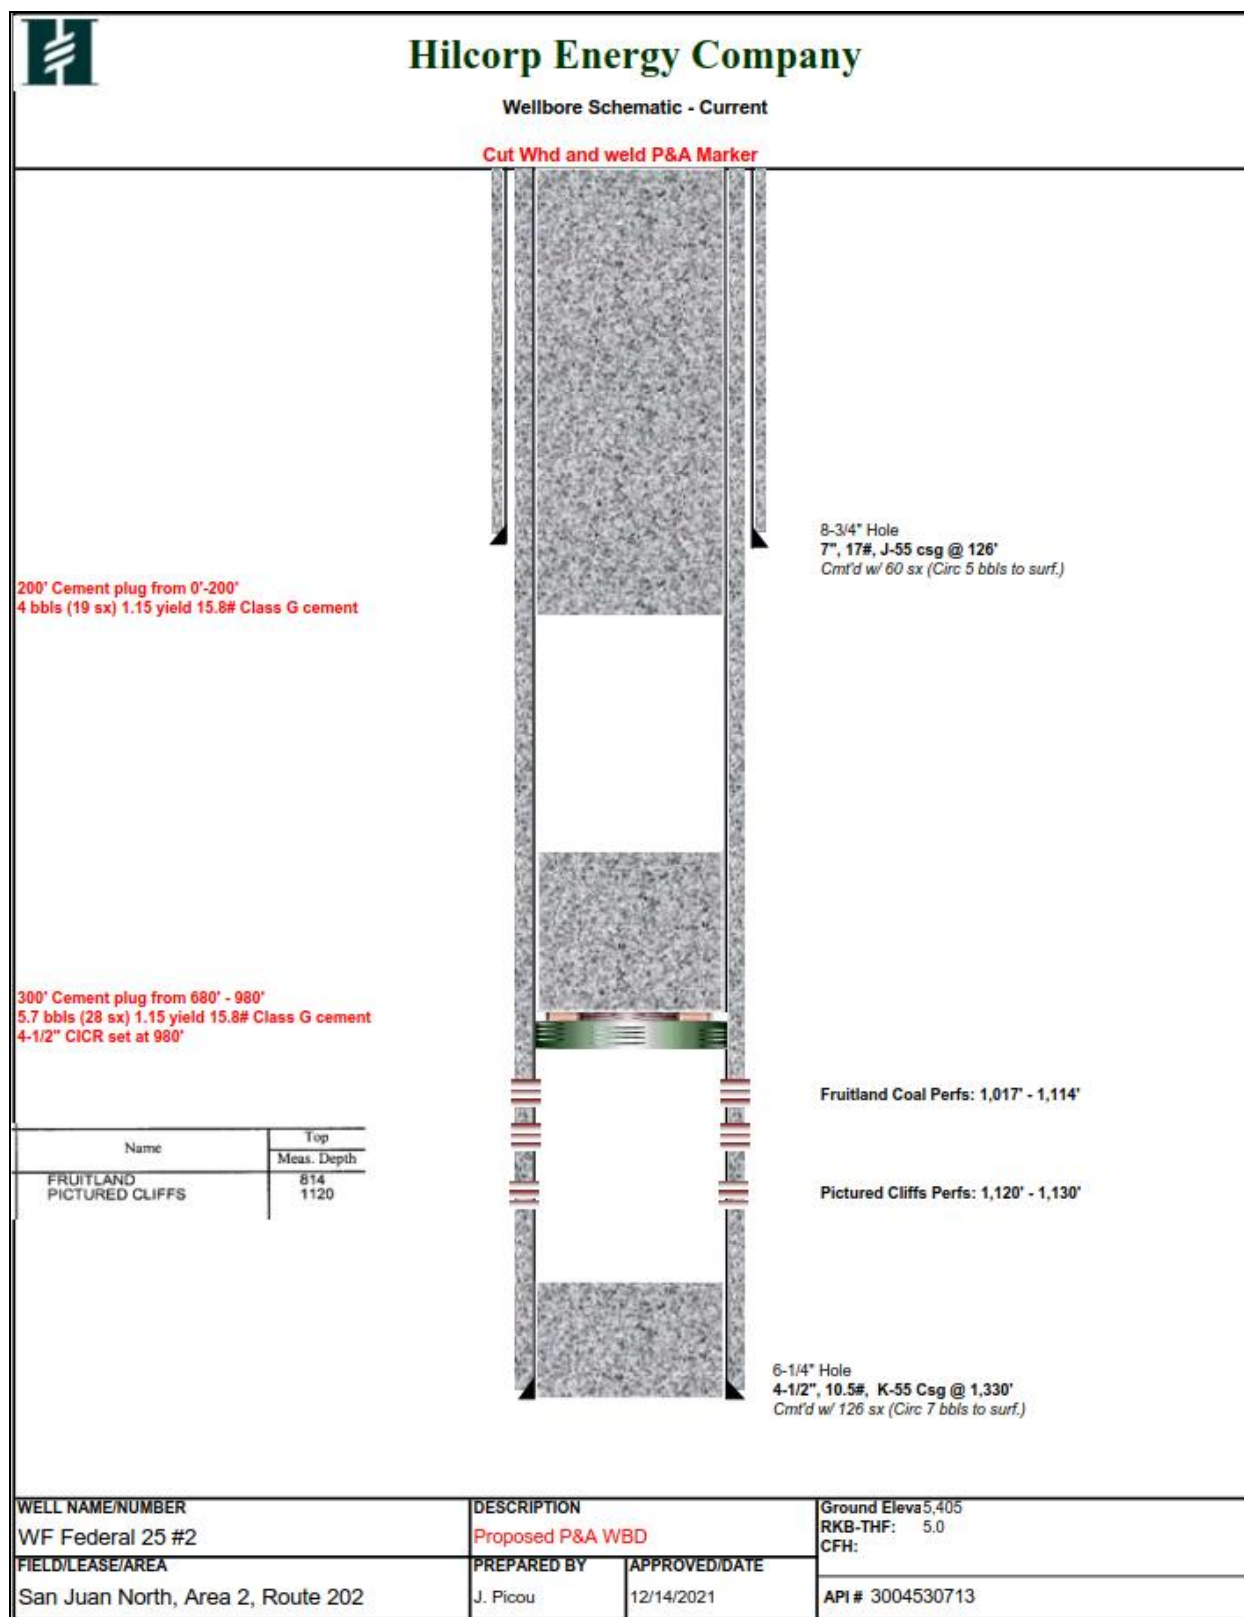 Hilcorp Energy Company
Wellbore Schematic - Current
Cut Whd and weld P&A Marker
8-3/4" Hole
7", 17#, J-55 csg @ 126'
Cmt'd w/ 60 sx (Circ 5 bbls to surf.)
200' Cement plug from 0'-200'
4 bbls (19 sx) 1.15 yield 15.8# Class G cement
300' Cement plug from 680' - 980'
5.7 bbls (28 sx) 1.15 yield 15.8# Class G cement
4-1/2" CICR set at 980'
Fruitland Coal Perfs: 1,017' - 1,114'
Name Top
Meas. Depth
FRUITLAND 814
PICTURED CLIFFS 1120
Pictured Cliffs Perfs: 1,120' - 1,130'
6-1/4" Hole
4-1/2", 10.5#, K-55 Csg @ 1,330'
Cmt'd w/ 126 sx (Circ 7 bbls to surf.)
WELL NAME/NUMBER DESCRIPTION Ground Eleva 5,405
WF Federal 25 #2 Proposed P&A WBD RKB-THF: 5.0
CFH:
FIELD/LEASE/AREA PREPARED BY APPROVED/DATE
San Juan North, Area 2, Route 202 J. Picou 12/14/2021 API # 3004530713